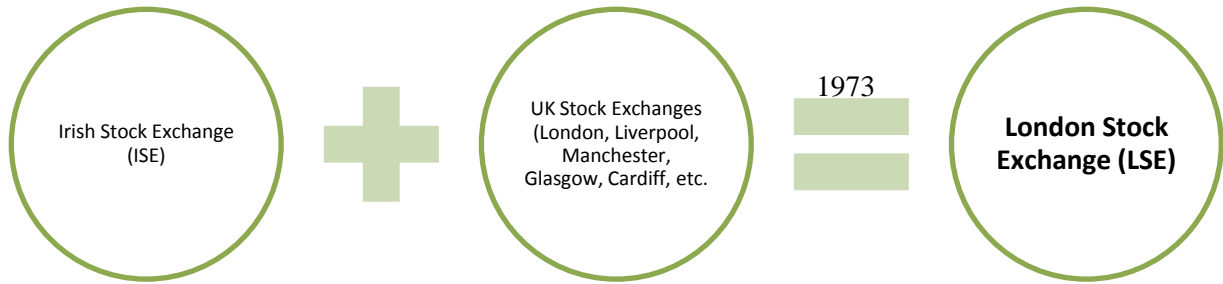 Irish Stock Exchange
(ISE)
UK Stock Exchanges
(London, Liverpool,
Manchester,
Glasgow, Cardiff, etc.
1973
London Stock
Exchange (LSE)